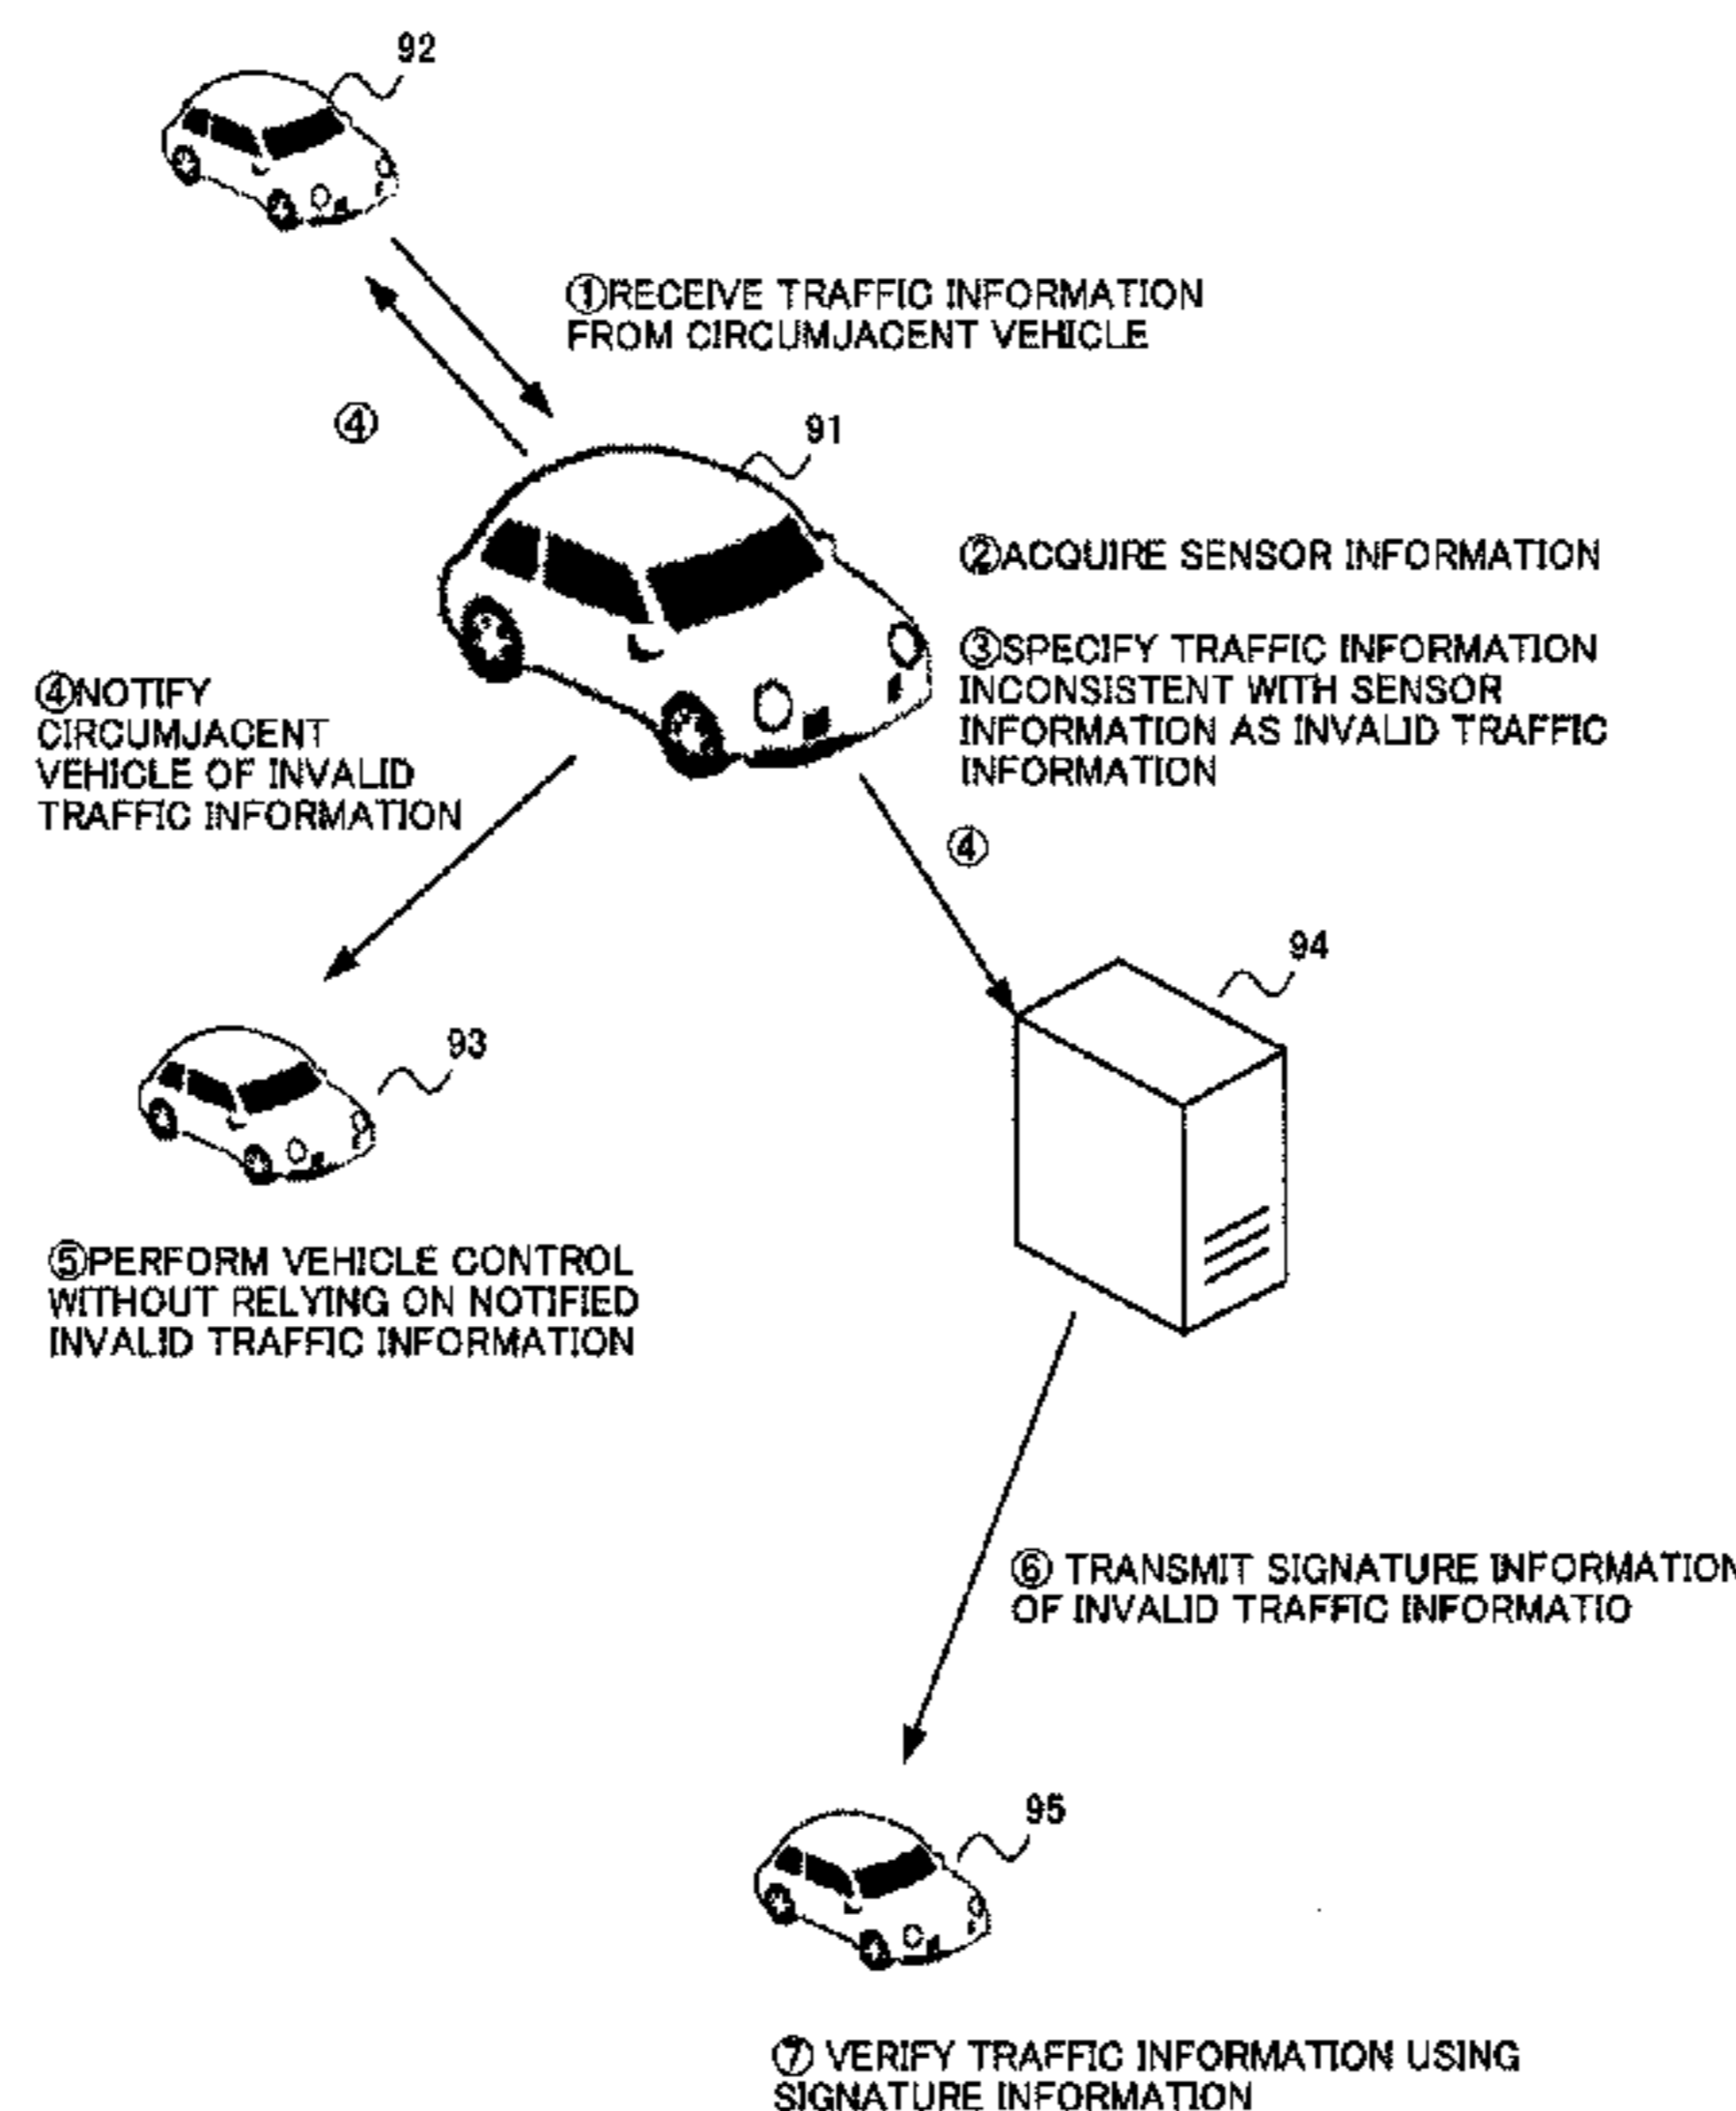 92
①RECEIVE TRAFFIC INFORMATION
FROM CIRCUMJACENT VEHICLE
④
91
②ACQUIRE SENSOR INFORMATION
③SPECIFY TRAFFIC INFORMATION
INCONSISTENT WITH SENSOR
INFORMATION AS INVALID TRAFFIC
INFORMATION
④NOTIFY
CIRCUMJACENT
VEHICLE OF INVALID
TRAFFIC INFORMATION
④
94
93
⑤PERFORM VEHICLE CONTROL
WITHOUT RELYING ON NOTIFIED
INVALID TRAFFIC INFORMATION
⑥ TRANSMIT SIGNATURE INFORMATION
OF INVALID TRAFFIC INFORMATIO
95
⑦ VERIFY TRAFFIC INFORMATION USING
SIGNATURE INFORMATION